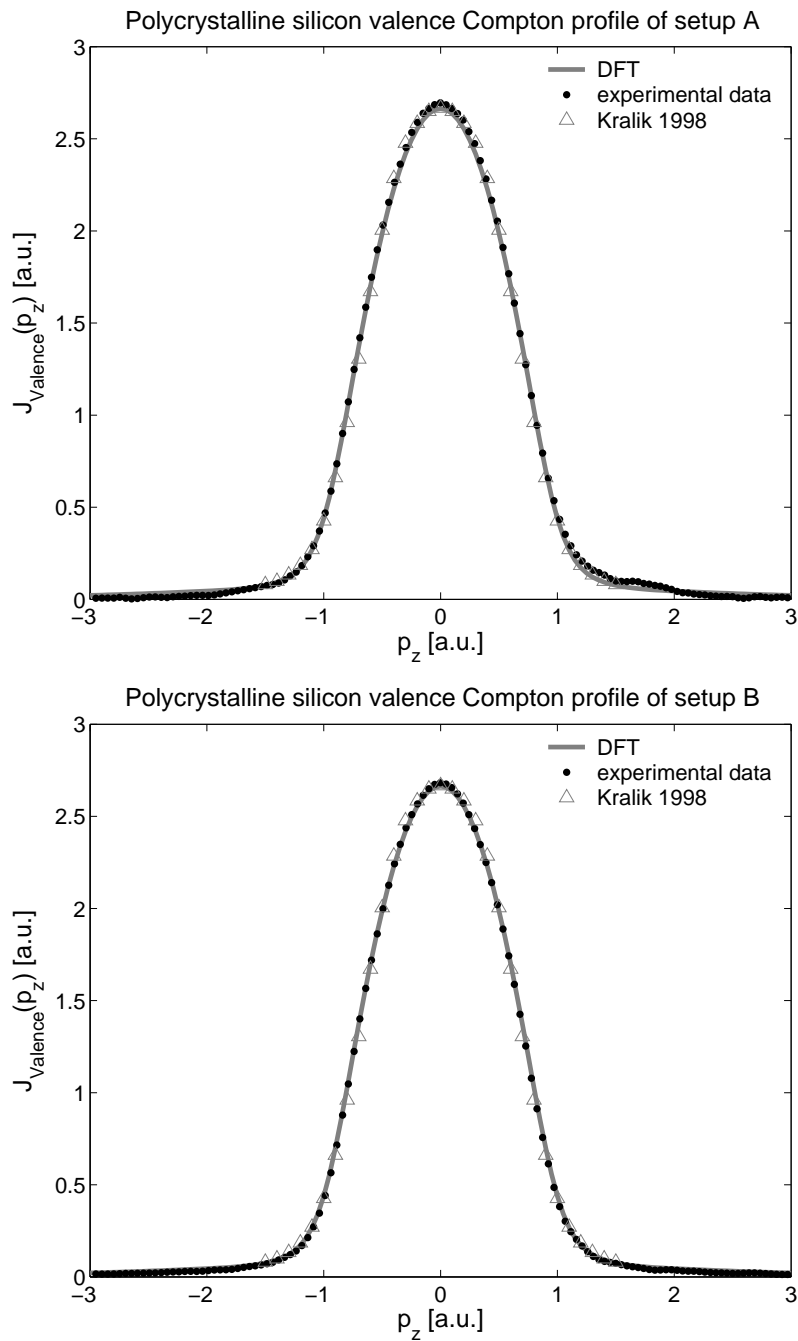 Polycrystalline silicon valence Compton profile of setup A
3
DFT
experimental data
Kralik 1998
2.5
2
1.5
1
0.5
0
J_Valence(p_z) [a.u.]
−3 −2 −1 0 1 2 3
p_z [a.u.]
Polycrystalline silicon valence Compton profile of setup B
3
DFT
experimental data
Kralik 1998
2.5
2
1.5
1
0.5
0
J_Valence(p_z) [a.u.]
−3 −2 −1 0 1 2 3
p_z [a.u.]